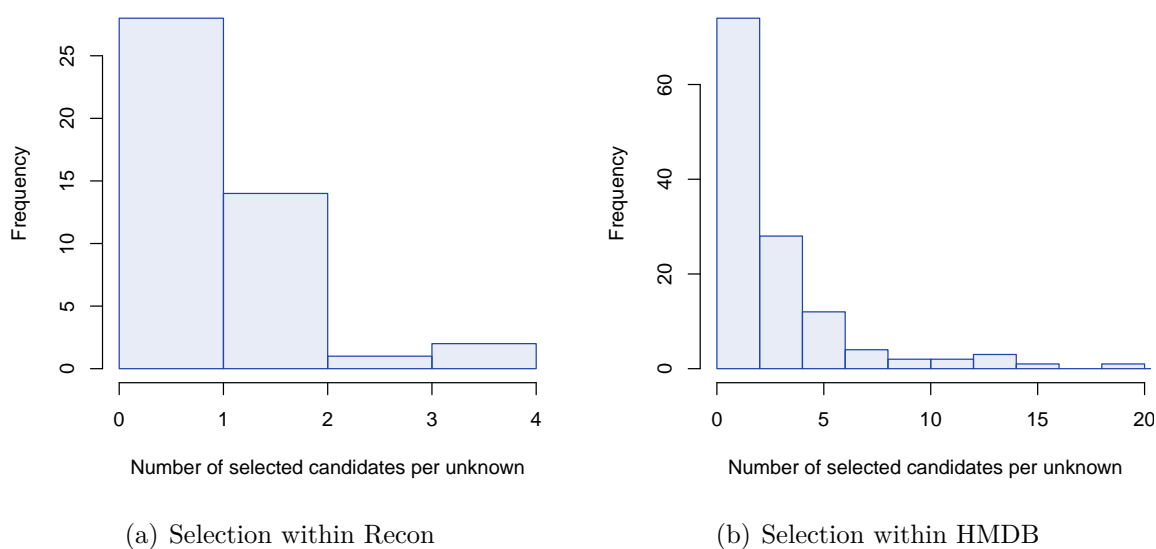 Frequency
25
20
15
10
5
0
0 1 2 3 4
Number of selected candidates per unknown
(a) Selection within Recon
Frequency
60
40
20
0
0 5 10 15 20
Number of selected candidates per unknown
(b) Selection within HMDB